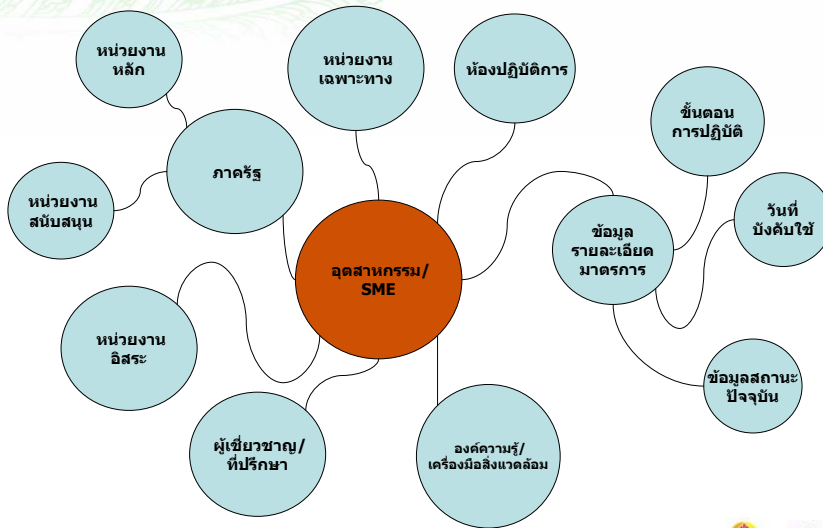 หน่วยงาน
หลัก
หน่วยงาน
เฉพาะทาง
ห้องปฏิบัติการ
ขั้นตอน
การปฏิบัติ
ภาครัฐ
หน่วยงาน
สนับสนุน
วันที่
บังคับใช้
ข้อมูล
รายละเอียด
มาตรการ
อุตสาหกรรม/
SME
หน่วยงาน
อิสระ
ข้อมูลสถานะ
ปัจจุบัน
ผู้เชี่ยวชาญ/
ที่ปรึกษา
องค์ความรู้/
เครื่องมือสิ่งแวดล้อม